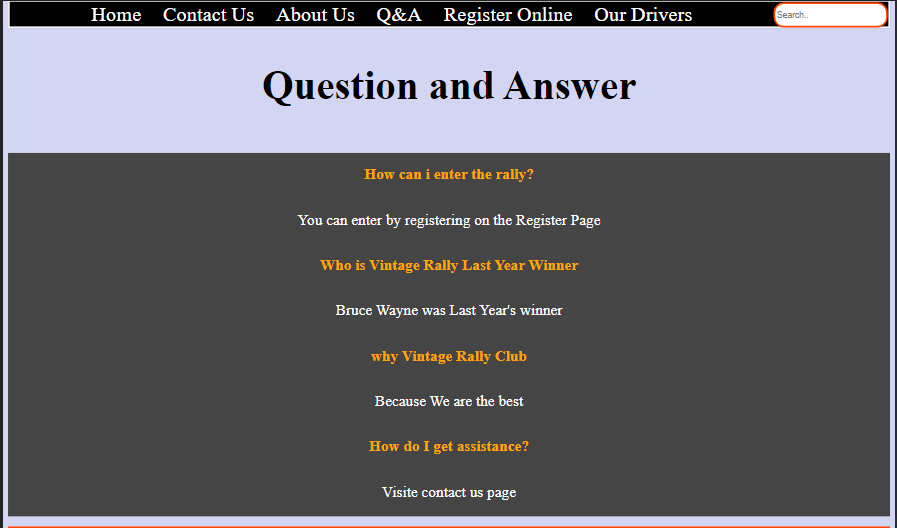 Home Contact Us About Us Q&A Register Online Our Drivers Search..
Question and Answer
How can i enter the rally?
You can enter by registering on the Register Page
Who is Vintage Rally Last Year Winner
Bruce Wayne was Last Year's winner
why Vintage Rally Club
Because We are the best
How do I get assistance?
Visite contact us page